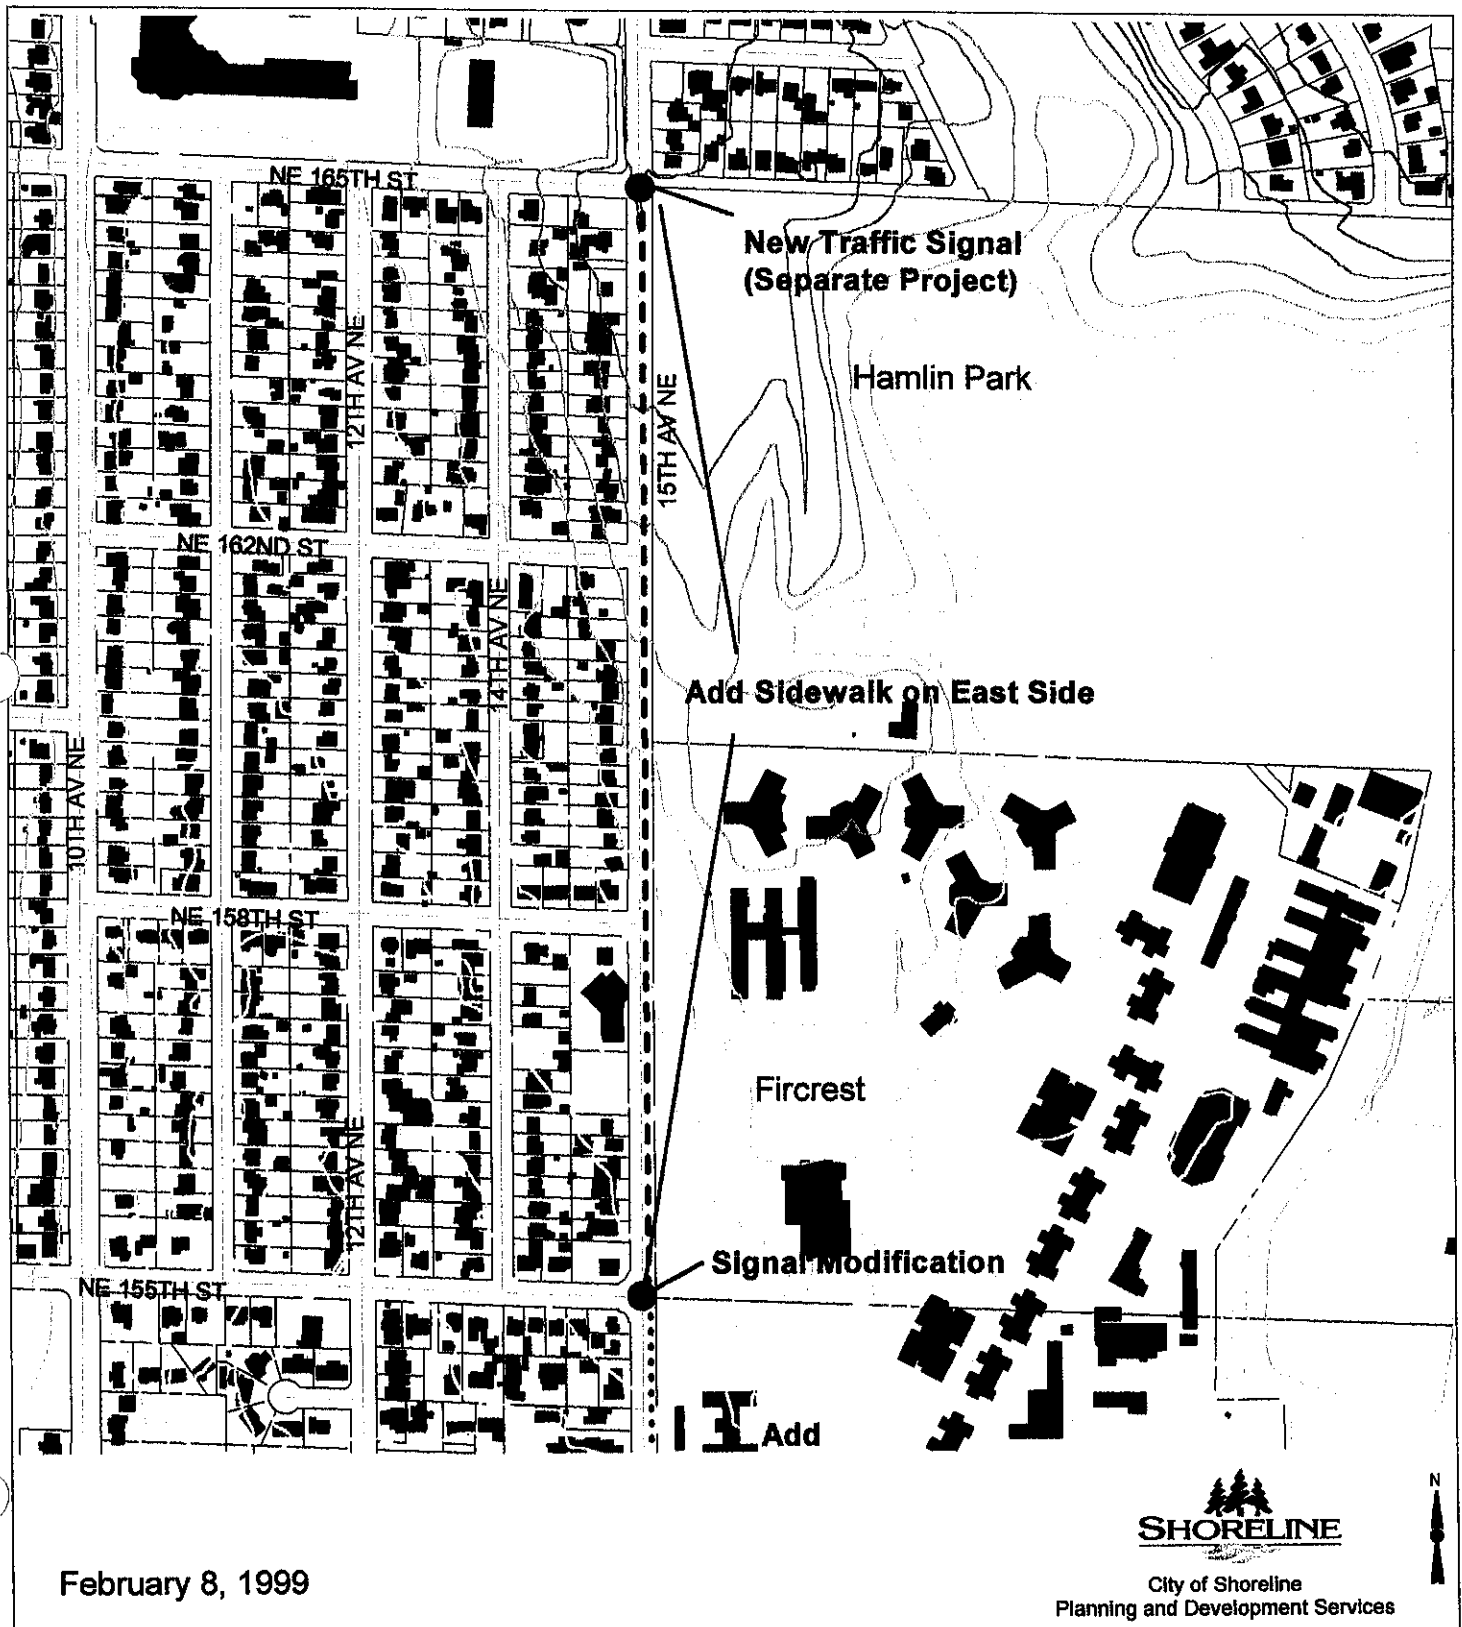 NE 165TH ST
New Traffic Signal
(Separate Project)
12TH AV NE
15TH AV NE
Hamlin Park
NE 162ND ST
14TH AV NE
Add Sidewalk on East Side
10TH AV NE
NE 158TH ST
Fircrest
12TH AV NE
Signal Modification
NE 155TH ST
Add
N
SHORELINE
February 8, 1999
City of Shoreline
Planning and Development Services